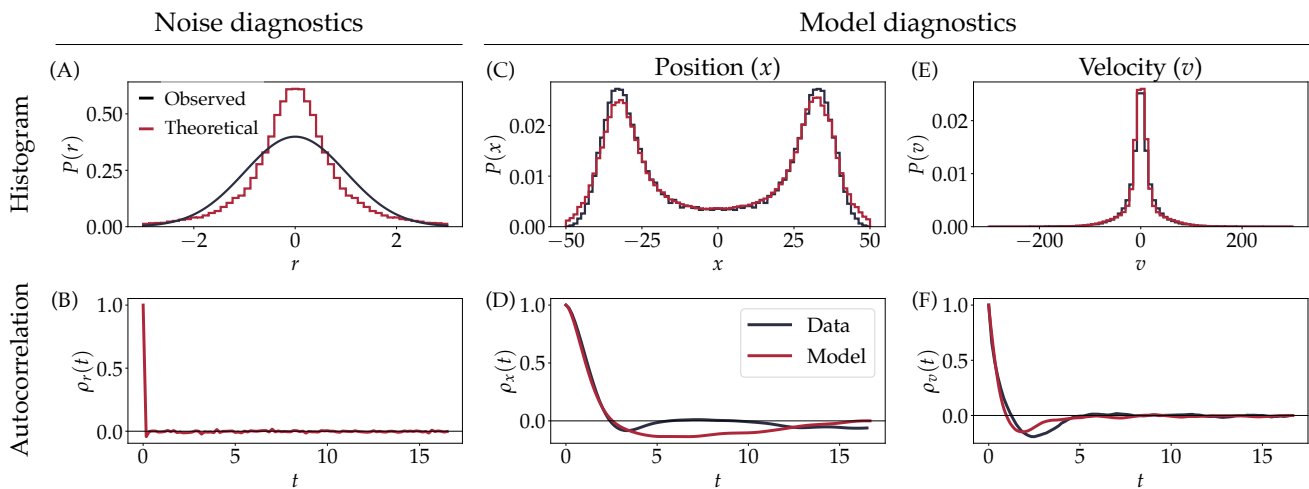 Noise diagnostics
Model diagnostics
Histogram
Autocorrelation
(A)
Observed
Theoretical
P(r)
0.50
0.25
0.00
−2 0 2
r
(B)
ρr(t)
1.0
0.5
0.0
0 5 10 15
t
(C)
Position (x)
P(x)
0.02
0.01
0.00
−50 −25 0 25 50
x
(D)
Data
Model
ρx(t)
1.0
0.5
0.0
0 5 10 15
t
(E)
Velocity (v)
P(v)
0.02
0.01
0.00
−200 0 200
v
(F)
ρv(t)
1.0
0.5
0.0
0 5 10 15
t